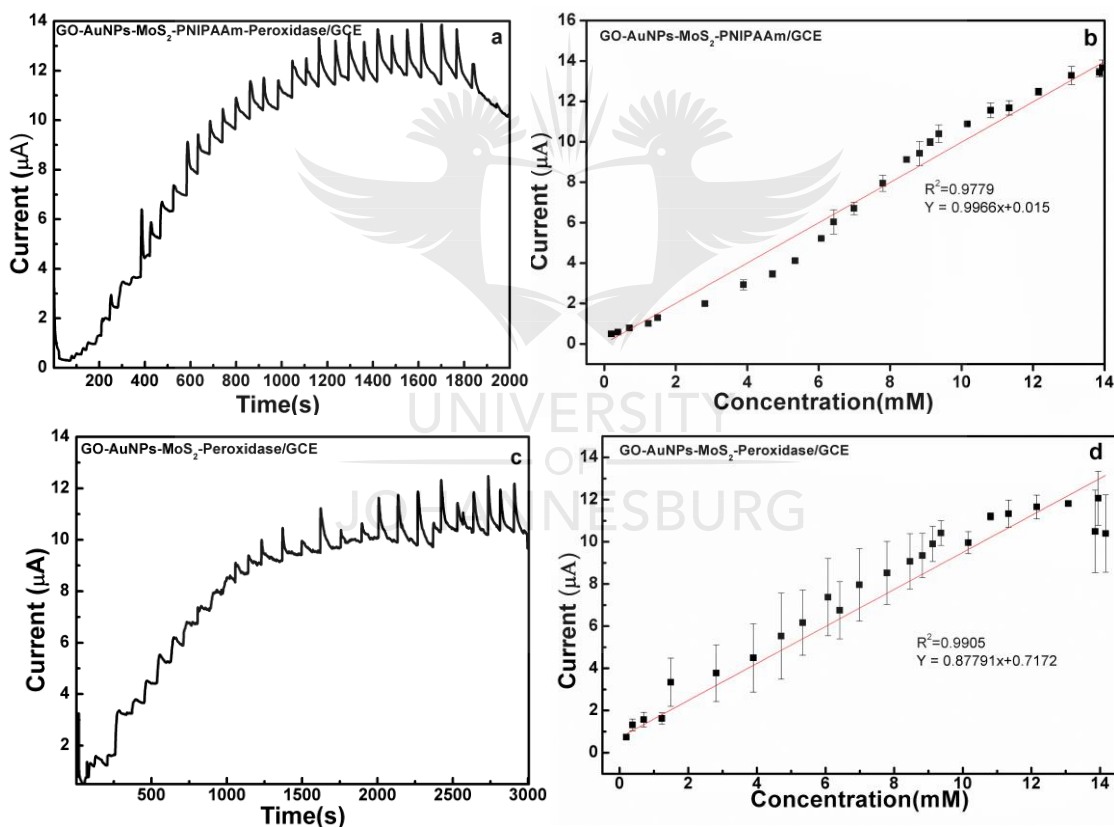 GO-AuNPs-MoS2-PNIPAAm-Peroxidase/GCE
a
Current (μA)
14
12
10
8
6
4
2
0
200 400 600 800 1000 1200 1400 1600 1800 2000
Time(s)
GO-AuNPs-MoS2-PNIPAAm/GCE
b
Current (μA)
16
14
12
10
8
6
4
2
0
R2=0.9779
Y = 0.9966x+0.015
0 2 4 6 8 10 12 14
Concentration(mM)
UNIVERSITY
OF
JOHANNESBURG
GO-AuNPs-MoS2-Peroxidase/GCE
c
Current (μA)
14
12
10
8
6
4
2
500 1000 1500 2000 2500 3000
Time(s)
GO-AuNPs-MoS2-Peroxidase/GCE
d
Current (μA)
14
12
10
8
6
4
2
0
R2=0.9905
Y = 0.87791x+0.7172
0 2 4 6 8 10 12 14
Concentration(mM)